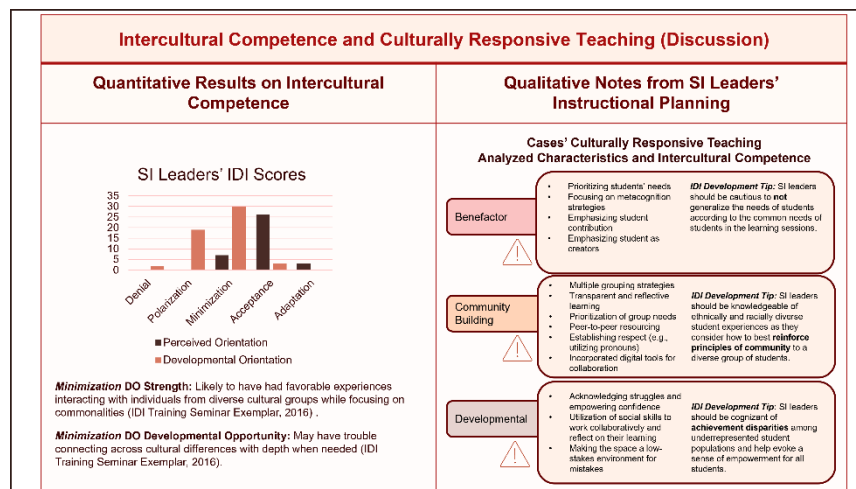 Intercultural Competence and Culturally Responsive Teaching (Discussion)
Quantitative Results on Intercultural
Competence
SI Leaders' IDI Scores
35
30
25
20
15
10
5
0
Denial
Polarization
Minimization
Acceptance
Adaptation
Perceived Orientation
Developmental Orientation
Minimization DO Strength: Likely to have had favorable experiences
interacting with individuals from diverse cultural groups while focusing on
commonalities (IDI Training Seminar Exemplar, 2016) .
Minimization DO Developmental Opportunity: May have trouble
connecting across cultural differences with depth when needed (IDI
Training Seminar Exemplar, 2016).
Qualitative Notes from SI Leaders'
Instructional Planning
Cases' Culturally Responsive Teaching
Analyzed Characteristics and Intercultural Competence
Benefactor
• Prioritizing students' needs
• Focusing on metacognition
strategies
• Emphasizing student
contribution
• Emphasizing student as
creators
IDI Development Tip: SI leaders
should be cautious to not
generalize the needs of students
according to the common needs of
students in the learning sessions.
Community
Building
• Multiple grouping strategies
• Transparent and reflective
learning
• Prioritization of group needs
• Peer-to-peer resourcing
• Establishing respect (e.g.,
utilizing pronouns)
• Incorporated digital tools for
collaboration
IDI Development Tip: SI leaders
should be knowledgeable of
ethnically and racially diverse
student experiences as they
consider how to best reinforce
principles of community to a
diverse group of students.
Developmental
• Acknowledging struggles and
empowering confidence
• Utilization of social skills to
work collaboratively and
reflect on their learning
• Making the space a low-
stakes environment for
mistakes
IDI Development Tip: SI leaders
should be cognizant of
achievement disparities among
underrepresented student
populations and help evoke a
sense of empowerment for all
students.